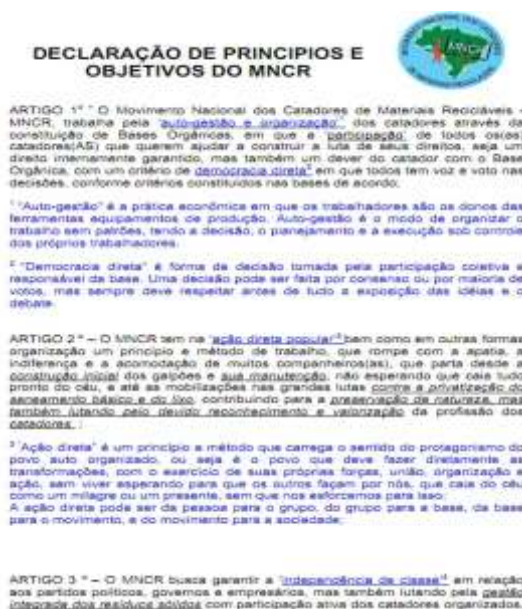 DECLARAÇÃO DE PRINCIPIOS E
OBJETIVOS DO MNCR
MNCR
ARTIGO 1º " O Movimento Nacional dos Catadores de Materiais Recicláveis -
MNCR, trabalha pela "auto-gestão e organização" dos catadores através da
constituição de Bases Orgânicas, em que a participação de todos os(as)
catadores(AS) que querem ajudar a construir a luta de seus direitos, seja um
direito internamente garantido, mas também um dever do catador com o Base
Orgânica, com um critério de democracia direta² em que todos tem voz e voto nas
decisões, conforme critérios constituídos nas bases de acordo;
¹ "Auto-gestão" é a prática econômica em que os trabalhadores são os donos das
ferramentas equipamentos de produção. Auto-gestão é o modo de organizar o
trabalho sem patrões, tendo a decisão, o planejamento e a execução sob controle
dos próprios trabalhadores.
² "Democracia direta" é forma de decisão tomada pela participação coletiva e
responsável da base. Uma decisão pode ser feita por consenso ou por maioria de
votos, mas sempre deve respeitar antes de tudo a exposição das idéias e o
debate.
ARTIGO 2 º – O MNCR tem na "ação direta popular"³ bem como em outras formas
organização um princípio e método de trabalho, que rompe com a apatia, a
indiferença e a acomodação de muitos companheiros(as), que parta desde a
construção inicial dos galpões e sua manutenção, não esperando que caia tudo
pronto do céu, e até as mobilizações nas grandes lutas contra a privatização do
saneamento básico e do lixo, contribuindo para a preservação da natureza, mas
também lutando pelo devido reconhecimento e valorização da profissão dos
catadores. ;
³ "Ação direta" é um princípio e método que carrega o sentido do protagonismo do
povo auto organizado, ou seja é o povo que deve fazer diretamente as
transformações, com o exercício de suas próprias forças, união, organização e
ação, sem viver esperando para que os outros façam por nós, que caia do céu
como um milagre ou um presente, sem que nos esforcemos para isso;
A ação direta pode ser da pessoa para o grupo, do grupo para a base, da base
para o movimento, e do movimento para a sociedade;
ARTIGO 3 º – O MNCR busca garantir a "independência de classe"⁴ em relação
aos partidos políticos, governos e empresários, mas também lutando pela gestão
integrada dos resíduos sólidos com participação ativa dos catadores organizados,